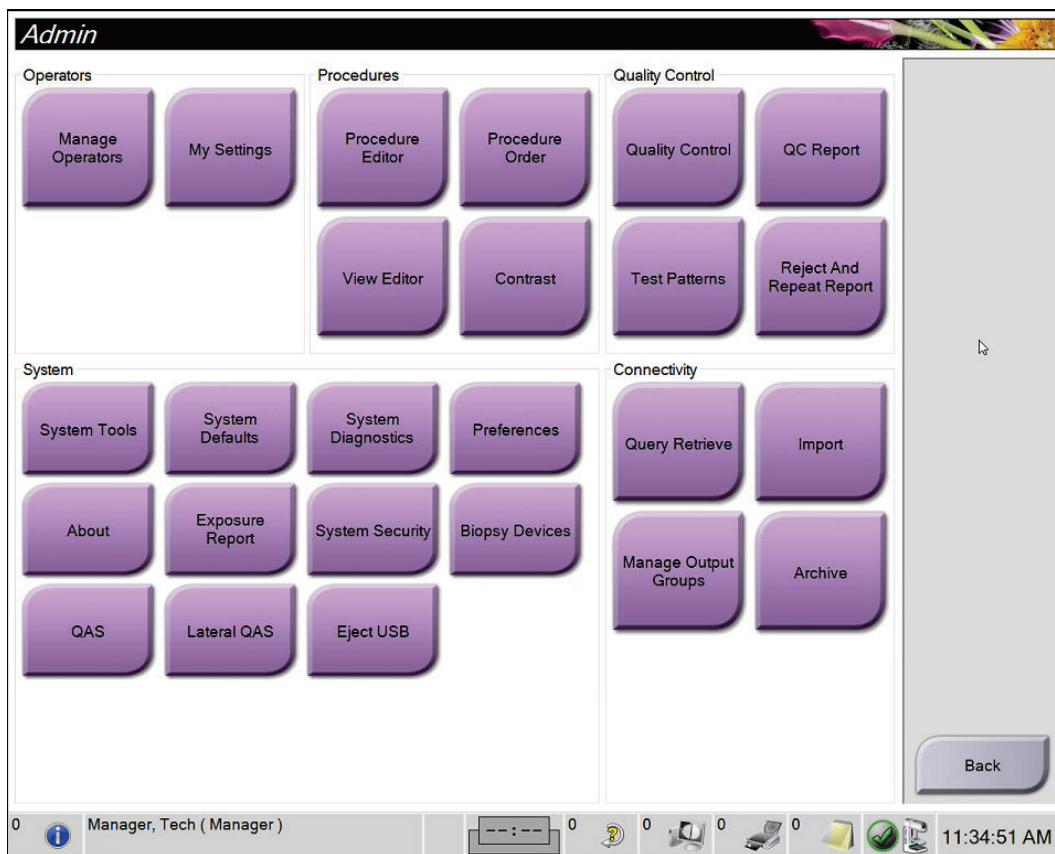 Admin
Operators
Manage
Operators
My Settings
Procedures
Procedure
Editor
Procedure
Order
View Editor
Contrast
Quality Control
Quality Control
QC Report
Test Patterns
Reject And
Repeat Report
System
System Tools
System
Defaults
System
Diagnostics
Preferences
About
Exposure
Report
System Security
Biopsy Devices
QAS
Lateral QAS
Eject USB
Connectivity
Query Retrieve
Import
Manage Output
Groups
Archive
Back
0
Manager, Tech ( Manager )
--:--
0
0
0
0
11:34:51 AM